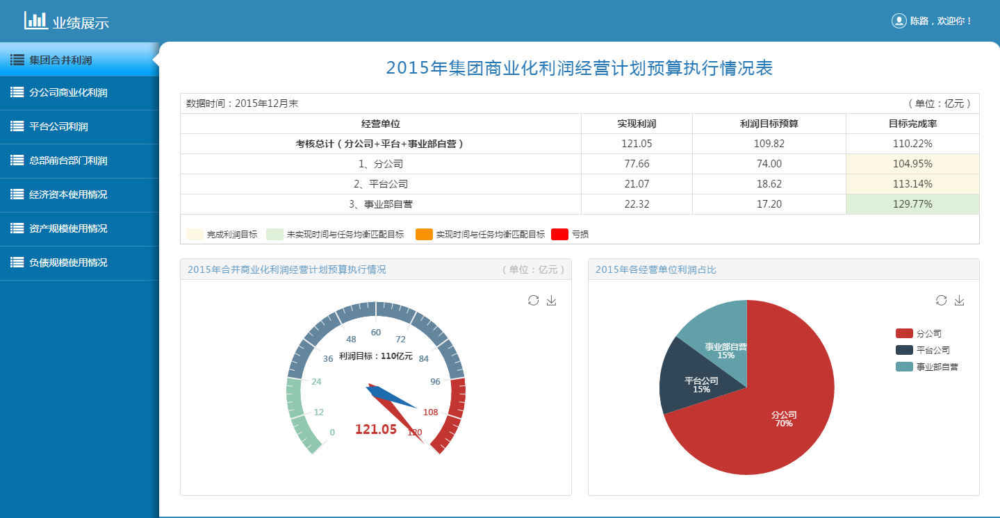 业绩展示
陈路，欢迎你！
集团合并利润
分公司商业化利润
平台公司利润
总部前台部门利润
经济资本使用情况
资产规模使用情况
负债规模使用情况
2015年集团商业化利润经营计划预算执行情况表
数据时间：2015年12月末 （单位：亿元）
经营单位 实现利润 利润目标预算 目标完成率
考核总计（分公司+平台+事业部自营） 121.05 109.82 110.22%
1、分公司 77.66 74.00 104.95%
2、平台公司 21.07 18.62 113.14%
3、事业部自营 22.32 17.20 129.77%
完成利润目标 未实现时间与任务均衡匹配目标 实现时间与任务均衡匹配目标 亏损
2015年合并商业化利润经营计划预算执行情况 （单位：亿元）
0
12
24
36
48
60
72
84
96
108
120
利润目标：110亿元
121.05
2015年各经营单位利润占比
事业部自营
15%
平台公司
15%
分公司
70%
分公司
平台公司
事业部自营